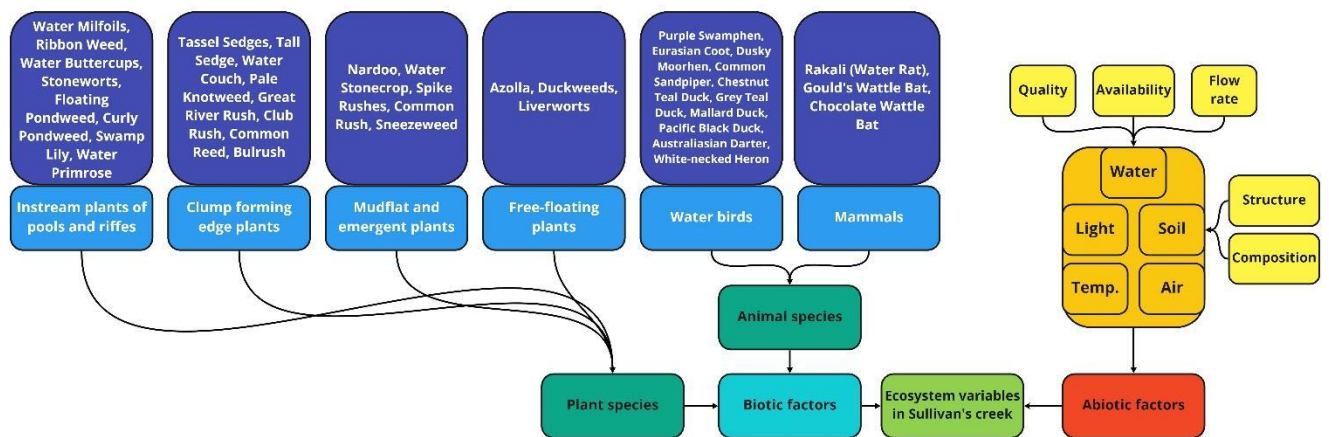 Water Milfoils,
Ribbon Weed,
Water Buttercups,
Stoneworts,
Floating
Pondweed, Curly
Pondweed, Swamp
Lily, Water
Primrose
Tassel Sedges, Tall
Sedge, Water
Couch, Pale
Knotweed, Great
River Rush, Club
Rush, Common
Reed, Bulrush
Nardoo, Water
Stonecrop, Spike
Rushes, Common
Rush, Sneezeweed
Azolla, Duckweeds,
Liverworts
Purple Swamphen,
Eurasian Coot, Dusky
Moorhen, Common
Sandpiper, Chestnut
Teal Duck, Grey Teal
Duck, Mallard Duck,
Pacific Black Duck,
Australiasian Darter,
White-necked Heron
Rakali (Water Rat),
Gould's Wattle Bat,
Chocolate Wattle
Bat
Instream plants of
pools and riffes
Clump forming
edge plants
Mudflat and
emergent plants
Free-floating
plants
Water birds
Mammals
Quality
Availability
Flow
rate
Water
Light
Soil
Temp.
Air
Structure
Composition
Animal species
Plant species
Biotic factors
Ecosystem variables
in Sullivan's creek
Abiotic factors